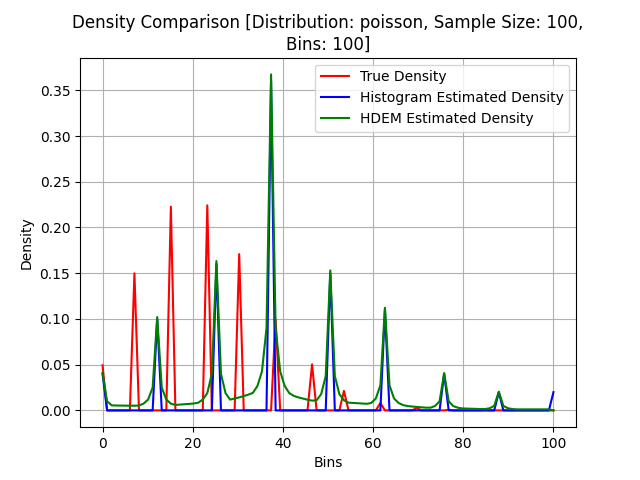 Density Comparison [Distribution: poisson, Sample Size: 100,
Bins: 100]
True Density
Histogram Estimated Density
HDEM Estimated Density
Density
0.35
0.30
0.25
0.20
0.15
0.10
0.05
0.00
0 20 40 60 80 100
Bins